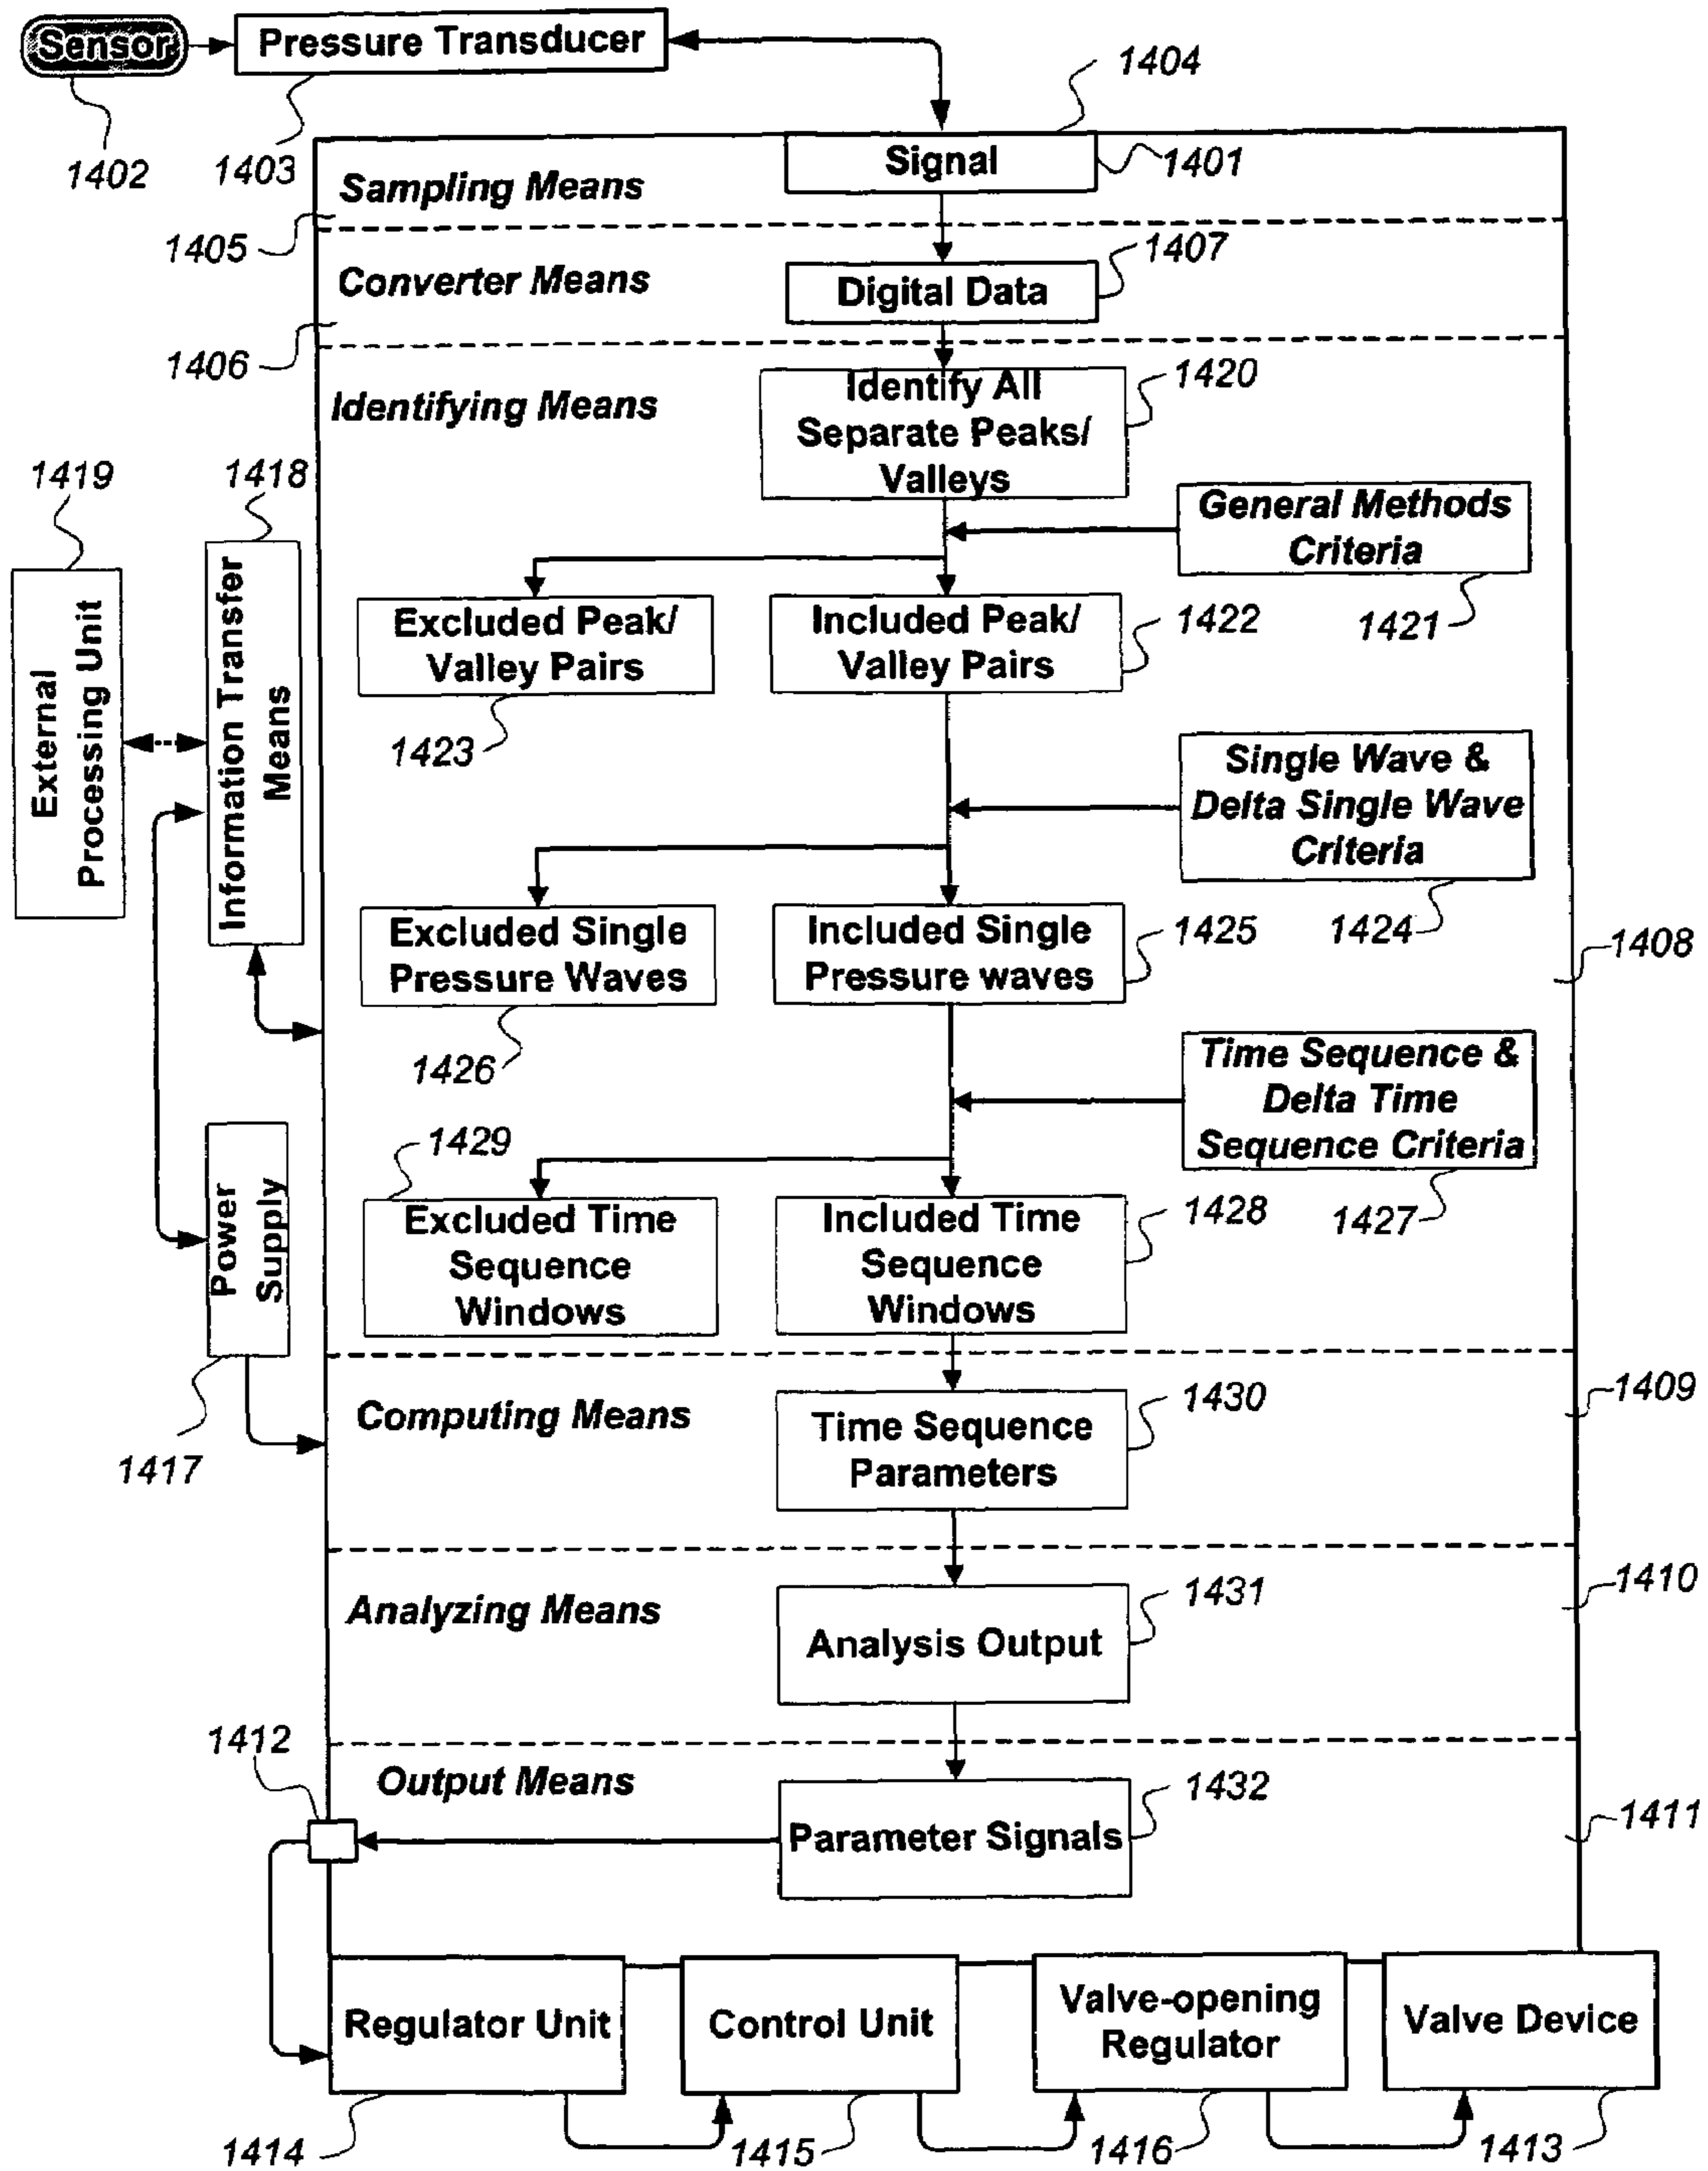 Sensor
Pressure Transducer
1404
1402
1403
Signal
1401
Sampling Means
1405
1407
Converter Means
Digital Data
1406
Identifying Means
Identify All
Separate Peaks/
Valleys
1420
1419
1418
General Methods
Criteria
1421
External
Processing Unit
Information Transfer
Means
Excluded Peak/
Valley Pairs
1423
Included Peak/
Valley Pairs
1422
Single Wave &
Delta Single Wave
Criteria
1424
Excluded Single
Pressure Waves
1426
Included Single
Pressure waves
1425
1408
Time Sequence &
Delta Time
Sequence Criteria
1427
1429
Power
Supply
Excluded Time
Sequence
Windows
Included Time
Sequence
Windows
1428
1417
Computing Means
Time Sequence
Parameters
1430
1409
Analyzing Means
Analysis Output
1431
1410
1412
Output Means
Parameter Signals
1432
1411
Regulator Unit
Control Unit
Valve-opening
Regulator
Valve Device
1414
1415
1416
1413